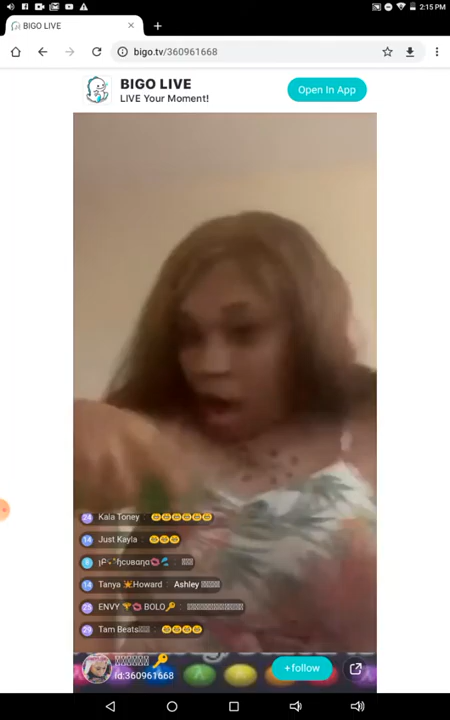 2:15 PM
BIGO LIVE
bigo.tv/360961668
BIGO LIVE
LIVE Your Moment!
Open In App
24 Kala Toney : 😂😂😂😂😂😂
14 Just Kayla : 😂😂😂
8
14 Tanya 💥Howard : Ashley
25 ENVY 💋 BOLO🔑 :
29 Tam Beats : 😂😂😂😂
🔑
id:360961668
+follow